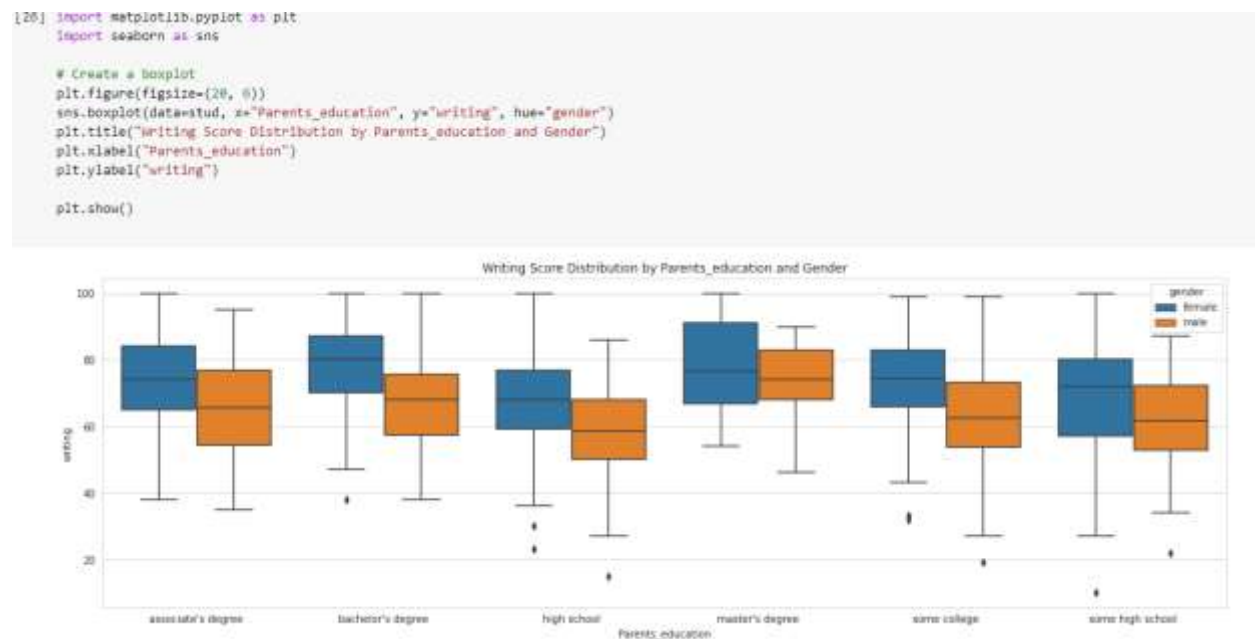 [26] import matplotlib.pyplot as plt
import seaborn as sns
# Create a boxplot
plt.figure(figsize=(20, 6))
sns.boxplot(data=stud, x="Parents_education", y="writing", hue="gender")
plt.title("Writing Score Distribution by Parents_education and Gender")
plt.xlabel("Parents_education")
plt.ylabel("writing")
plt.show()
Writing Score Distribution by Parents_education and Gender
gender
female
male
100
80
60
40
20
writing
associate's degree bachelor's degree high school master's degree some college some high school
Parents_education